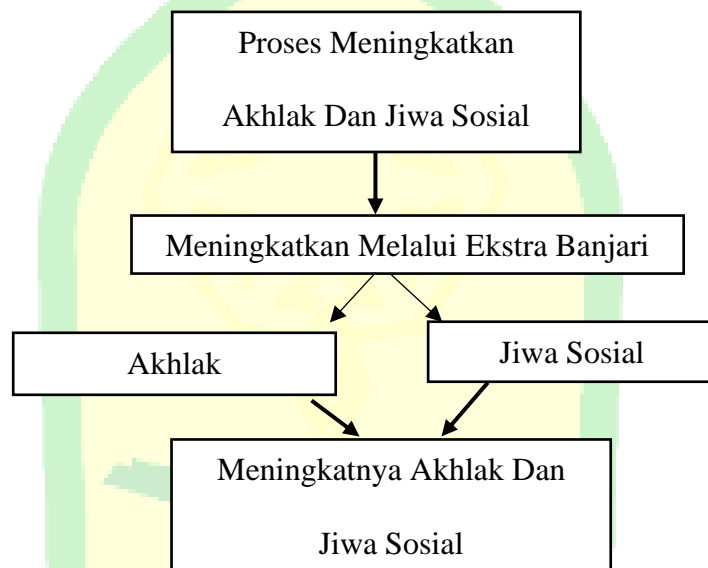 Proses Meningkatkan
Akhlak Dan Jiwa Sosial
Meningkatkan Melalui Ekstra Banjari
Akhlak
Jiwa Sosial
Meningkatnya Akhlak Dan
Jiwa Sosial